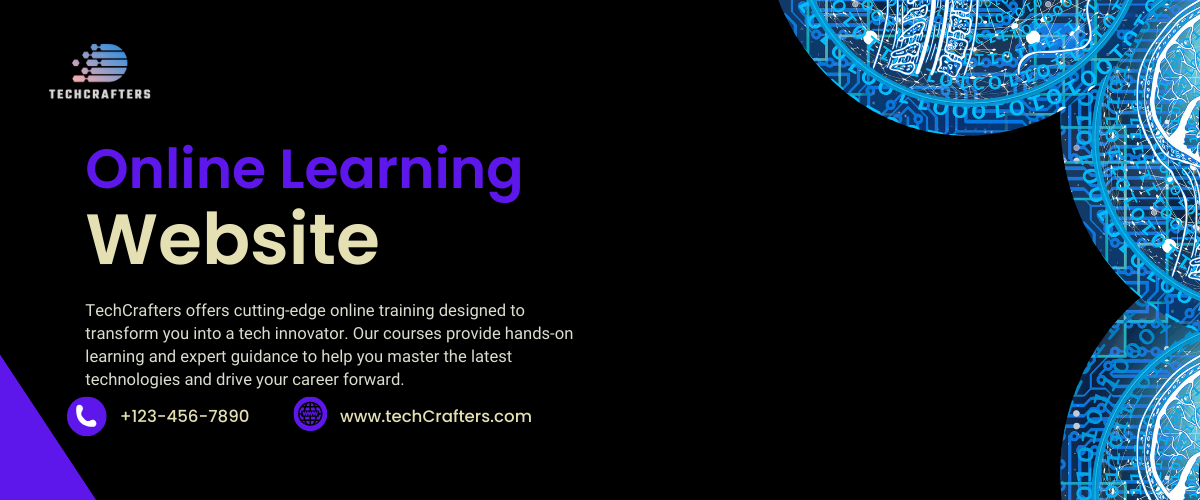 TECHCRAFTERS
Online Learning
Website
TechCrafters offers cutting-edge online training designed to
transform you into a tech innovator. Our courses provide hands-on
learning and expert guidance to help you master the latest
technologies and drive your career forward.
+123-456-7890
www.techCrafters.com